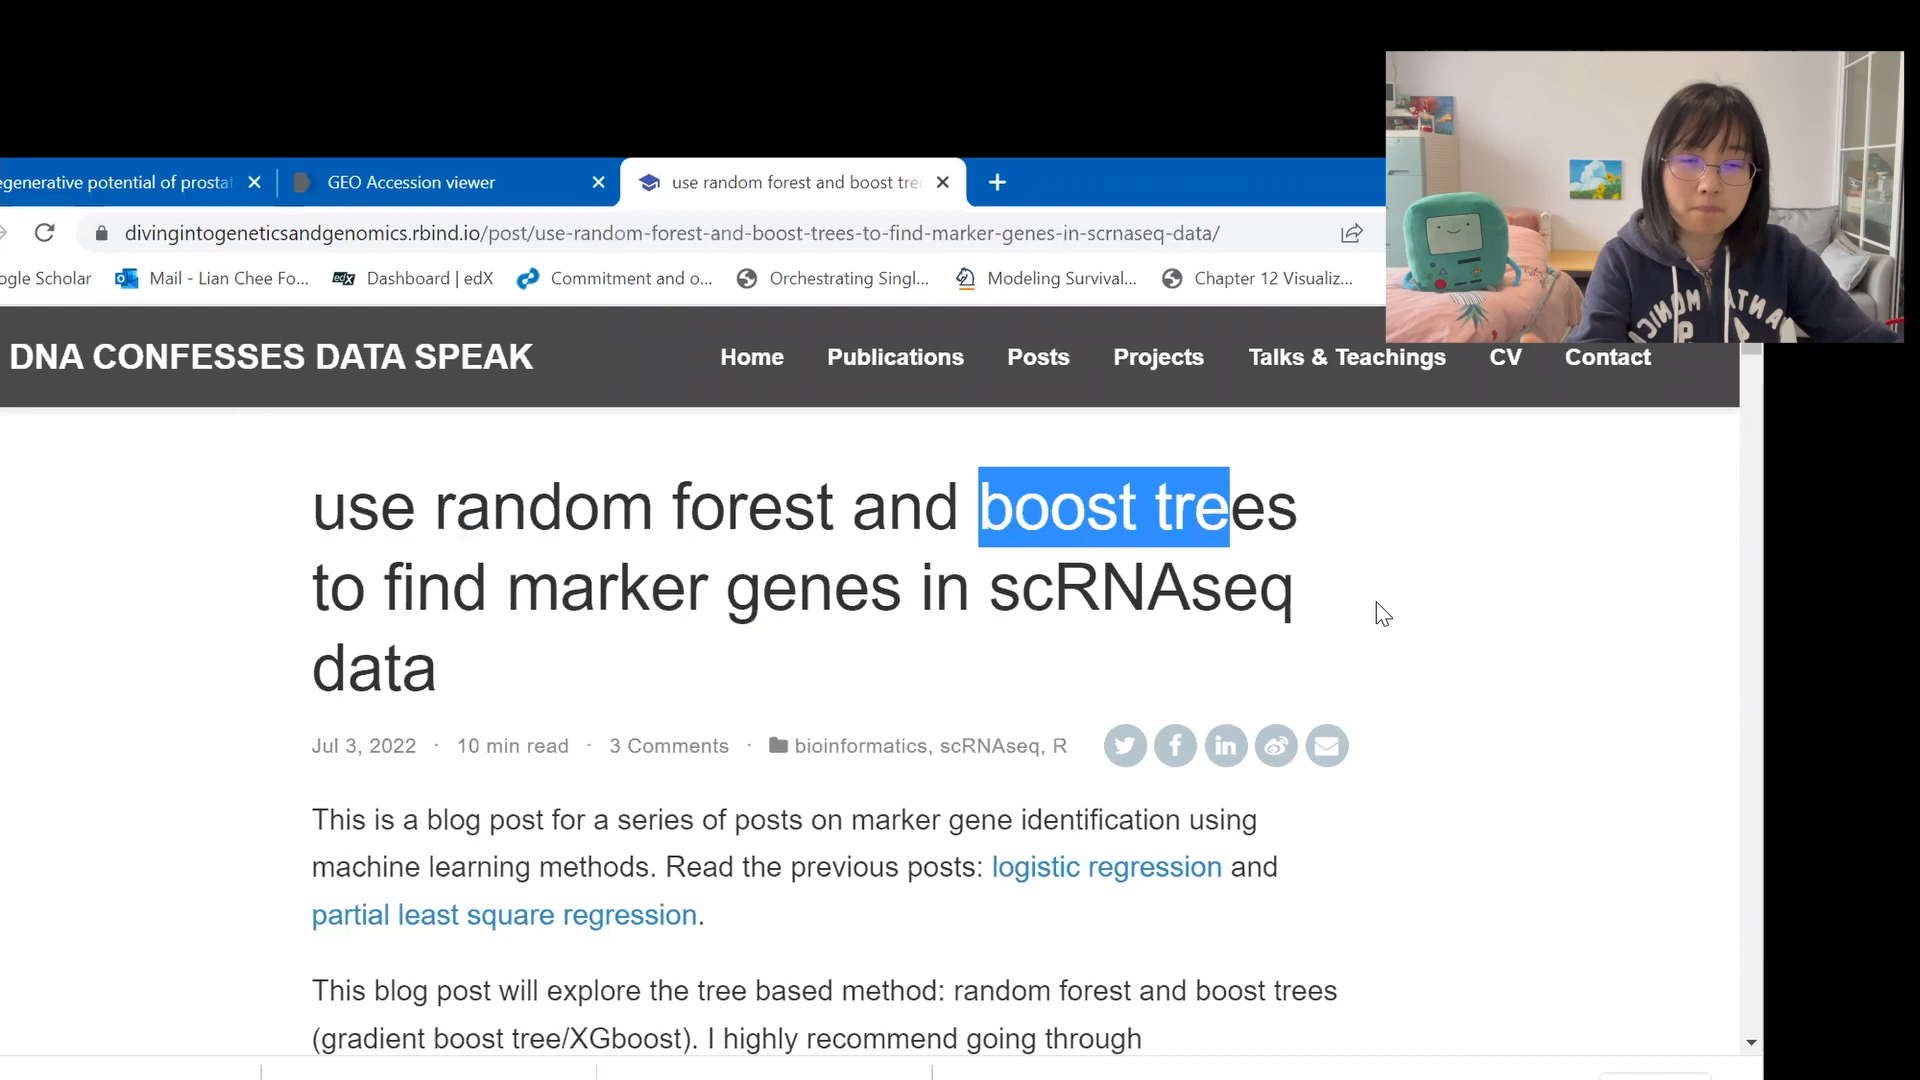 egenerative potential of prosta
GEO Accession viewer
use random forest and boost tre
divingintogeneticsandgenomics.rbind.io/post/use-random-forest-and-boost-trees-to-find-marker-genes-in-scrnaseq-data/
ogle Scholar
Mail - Lian Chee Fo...
edX
Dashboard | edX
Commitment and o...
Orchestrating Singl...
Modeling Survival...
Chapter 12 Visualiz...
DNA CONFESSES DATA SPEAK
Home
Publications
Posts
Projects
Talks & Teachings
CV
Contact
use random forest and boost trees
to find marker genes in scRNAseq
data
Jul 3, 2022 · 10 min read · 3 Comments · bioinformatics, scRNAseq, R
This is a blog post for a series of posts on marker gene identification using
machine learning methods. Read the previous posts: logistic regression and
partial least square regression.
This blog post will explore the tree based method: random forest and boost trees
(gradient boost tree/XGboost). I highly recommend going through